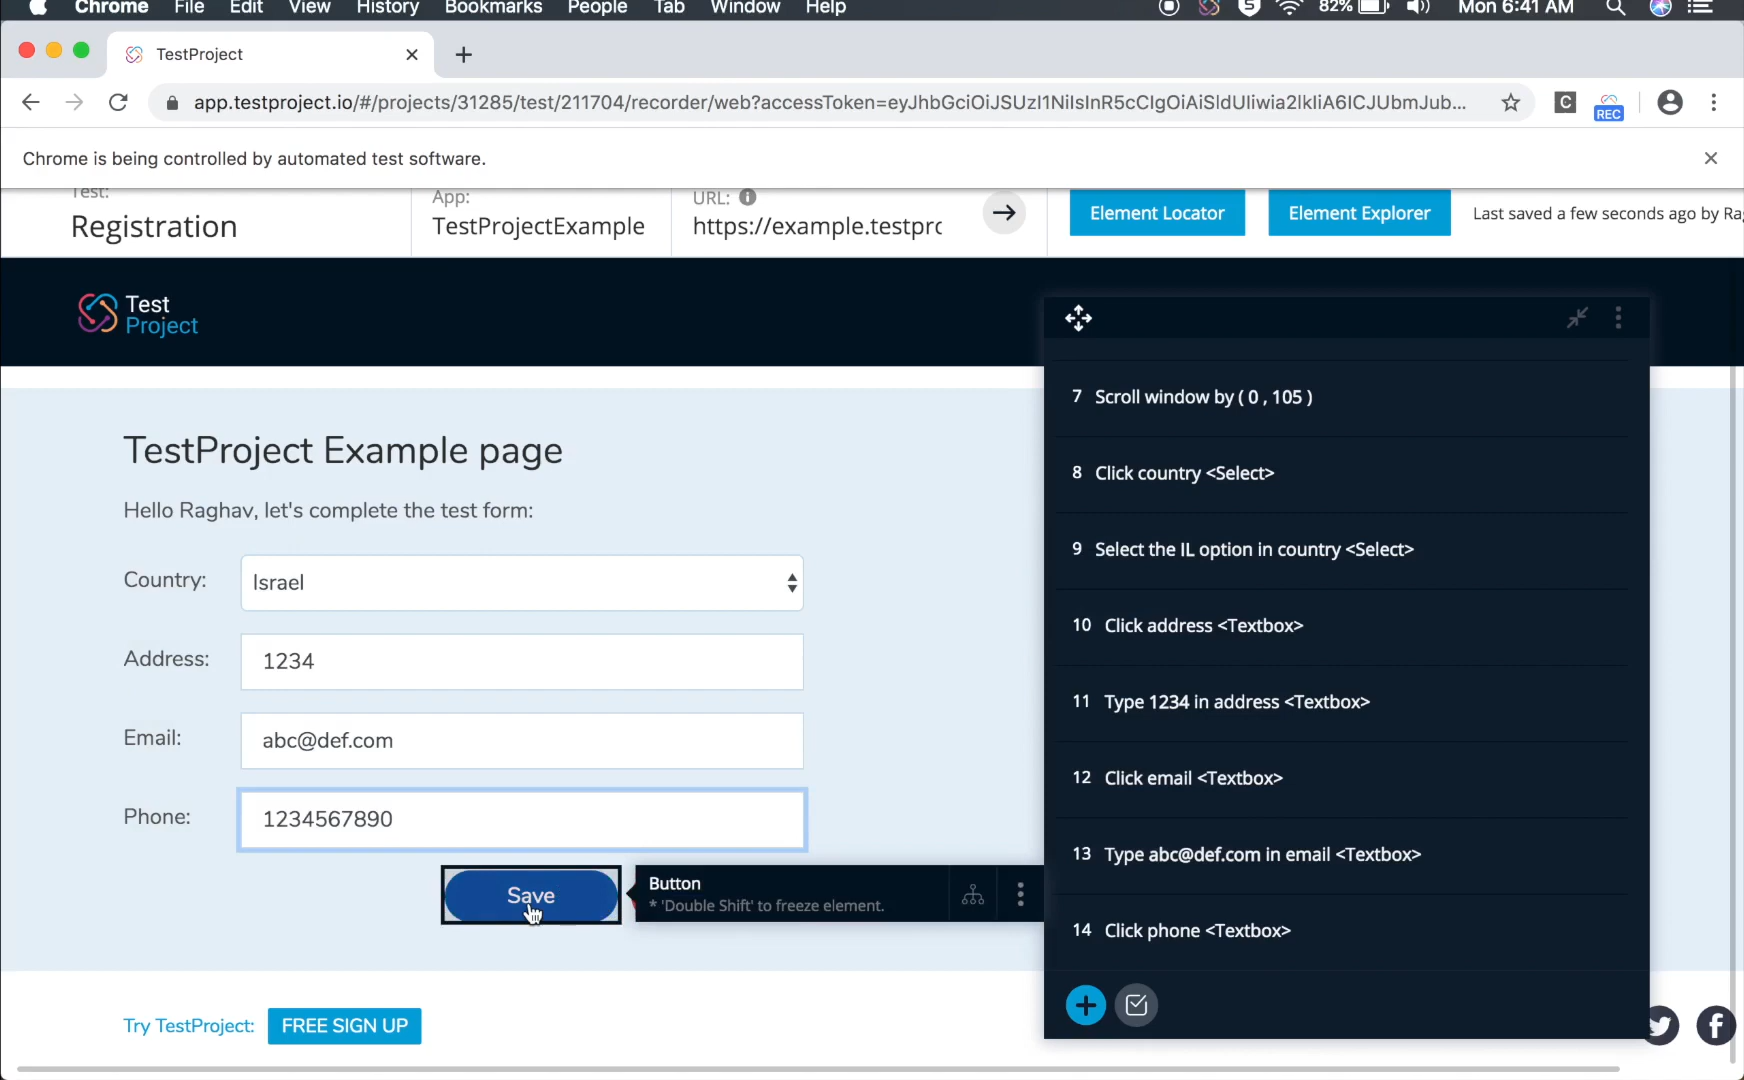 Chrome File Edit View History Bookmarks People Tab Window Help 82% Mon 6:41 AM
TestProject
app.testproject.io/#/projects/31285/test/211704/recorder/web?accessToken=eyJhbGciOiJSUzI1NiIsInR5cCIgOiAiSldUIiwia2lkIiA6ICJUbmJub...
C
REC
Chrome is being controlled by automated test software.
Test:
Registration
App:
TestProjectExample
URL:
https://example.testprc
Element Locator
Element Explorer
Last saved a few seconds ago by Rag
Test
Project
TestProject Example page
Hello Raghav, let's complete the test form:
Country: Israel
Address: 1234
Email: abc@def.com
Phone: 1234567890
Save
Button
* 'Double Shift' to freeze element.
7 Scroll window by ( 0 , 105 )
8 Click country <Select>
9 Select the IL option in country <Select>
10 Click address <Textbox>
11 Type 1234 in address <Textbox>
12 Click email <Textbox>
13 Type abc@def.com in email <Textbox>
14 Click phone <Textbox>
Try TestProject: FREE SIGN UP